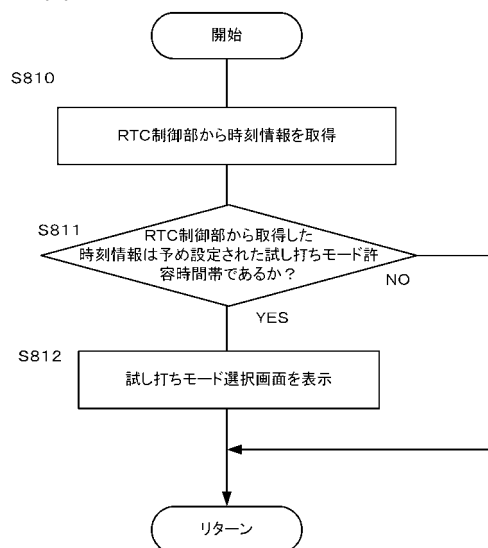 開始
S810
RTC制御部から時刻情報を取得
S811
RTC制御部から取得した
時刻情報は予め設定された試し打ちモード許
容時間帯であるか？
NO
YES
S812
試し打ちモード選択画面を表示
リターン